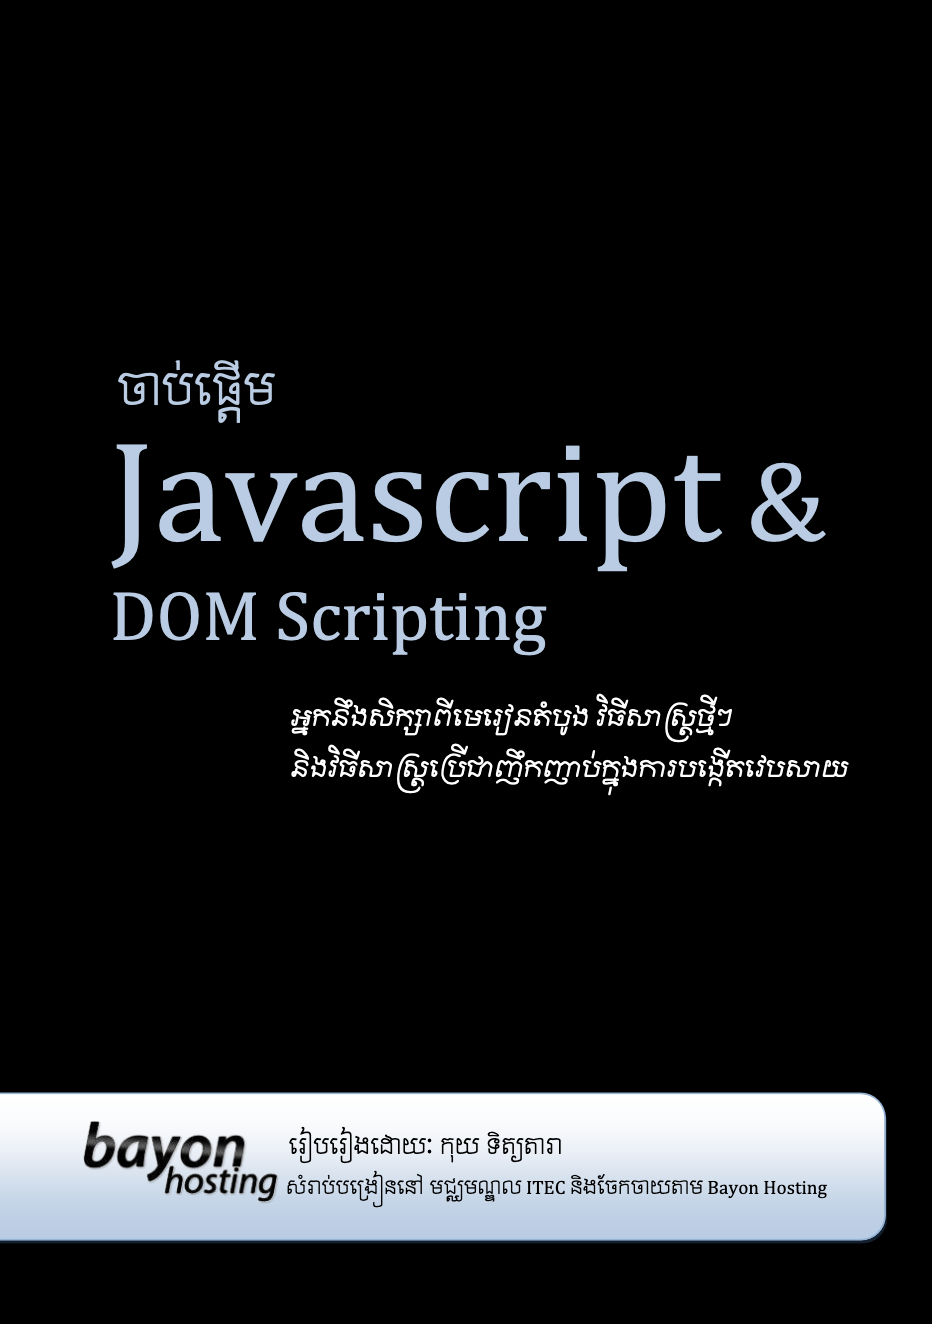 ចាប់ផ្ដើម
Javascript &
DOM Scripting
អ្នកនឹងសិក្សាពីមេរៀនតំបូង វិធីសាស្ត្រថ្មីៗ
និងវិធីសាស្ត្រប្រើជាញឹកញាប់ក្នុងការបង្កើតវេបសាយ
bayon
hosting
រៀបរៀងដោយៈ កុយ ទិត្យតារា
សំរាប់បង្រៀននៅ មជ្ឈមណ្ឌល ITEC និងចែកចាយតាម Bayon Hosting